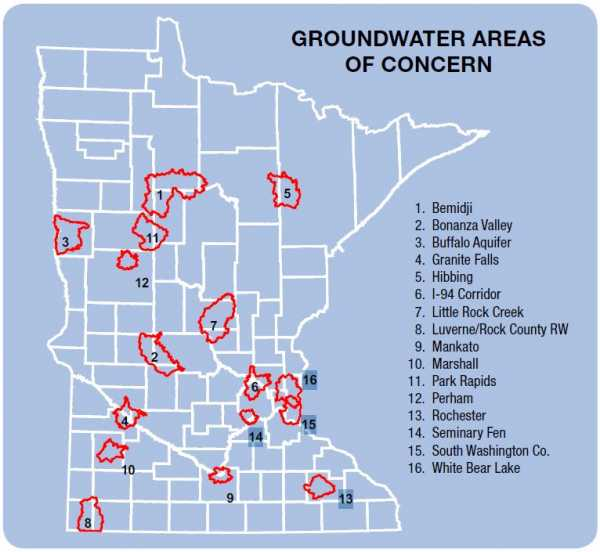 GROUNDWATER AREAS
OF CONCERN
1
5
3
11
12
7
2
6
16
4
14
15
10
9
13
8
1. Bemidji
2. Bonanza Valley
3. Buffalo Aquifer
4. Granite Falls
5. Hibbing
6. I-94 Corridor
7. Little Rock Creek
8. Luverne/Rock County RW
9. Mankato
10. Marshall
11. Park Rapids
12. Perham
13. Rochester
14. Seminary Fen
15. South Washington Co.
16. White Bear Lake